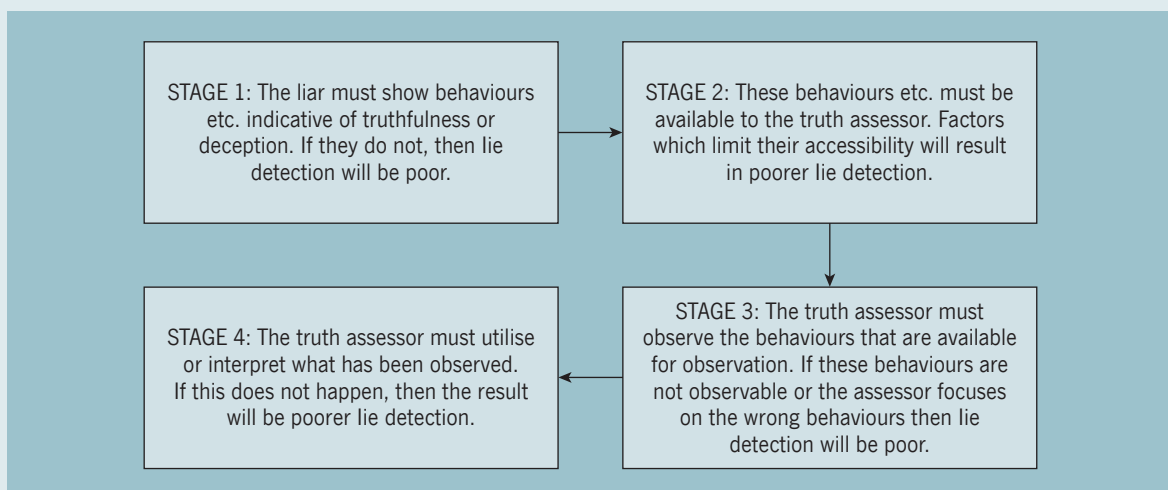 STAGE 1: The liar must show behaviours
etc. indicative of truthfulness or
deception. If they do not, then lie
detection will be poor.
STAGE 2: These behaviours etc. must be
available to the truth assessor. Factors
which limit their accessibility will result
in poorer lie detection.
STAGE 3: The truth assessor must
observe the behaviours that are available
for observation. If these behaviours are
not observable or the assessor focuses
on the wrong behaviours then lie
detection will be poor.
STAGE 4: The truth assessor must utilise
or interpret what has been observed.
If this does not happen, then the result
will be poorer lie detection.